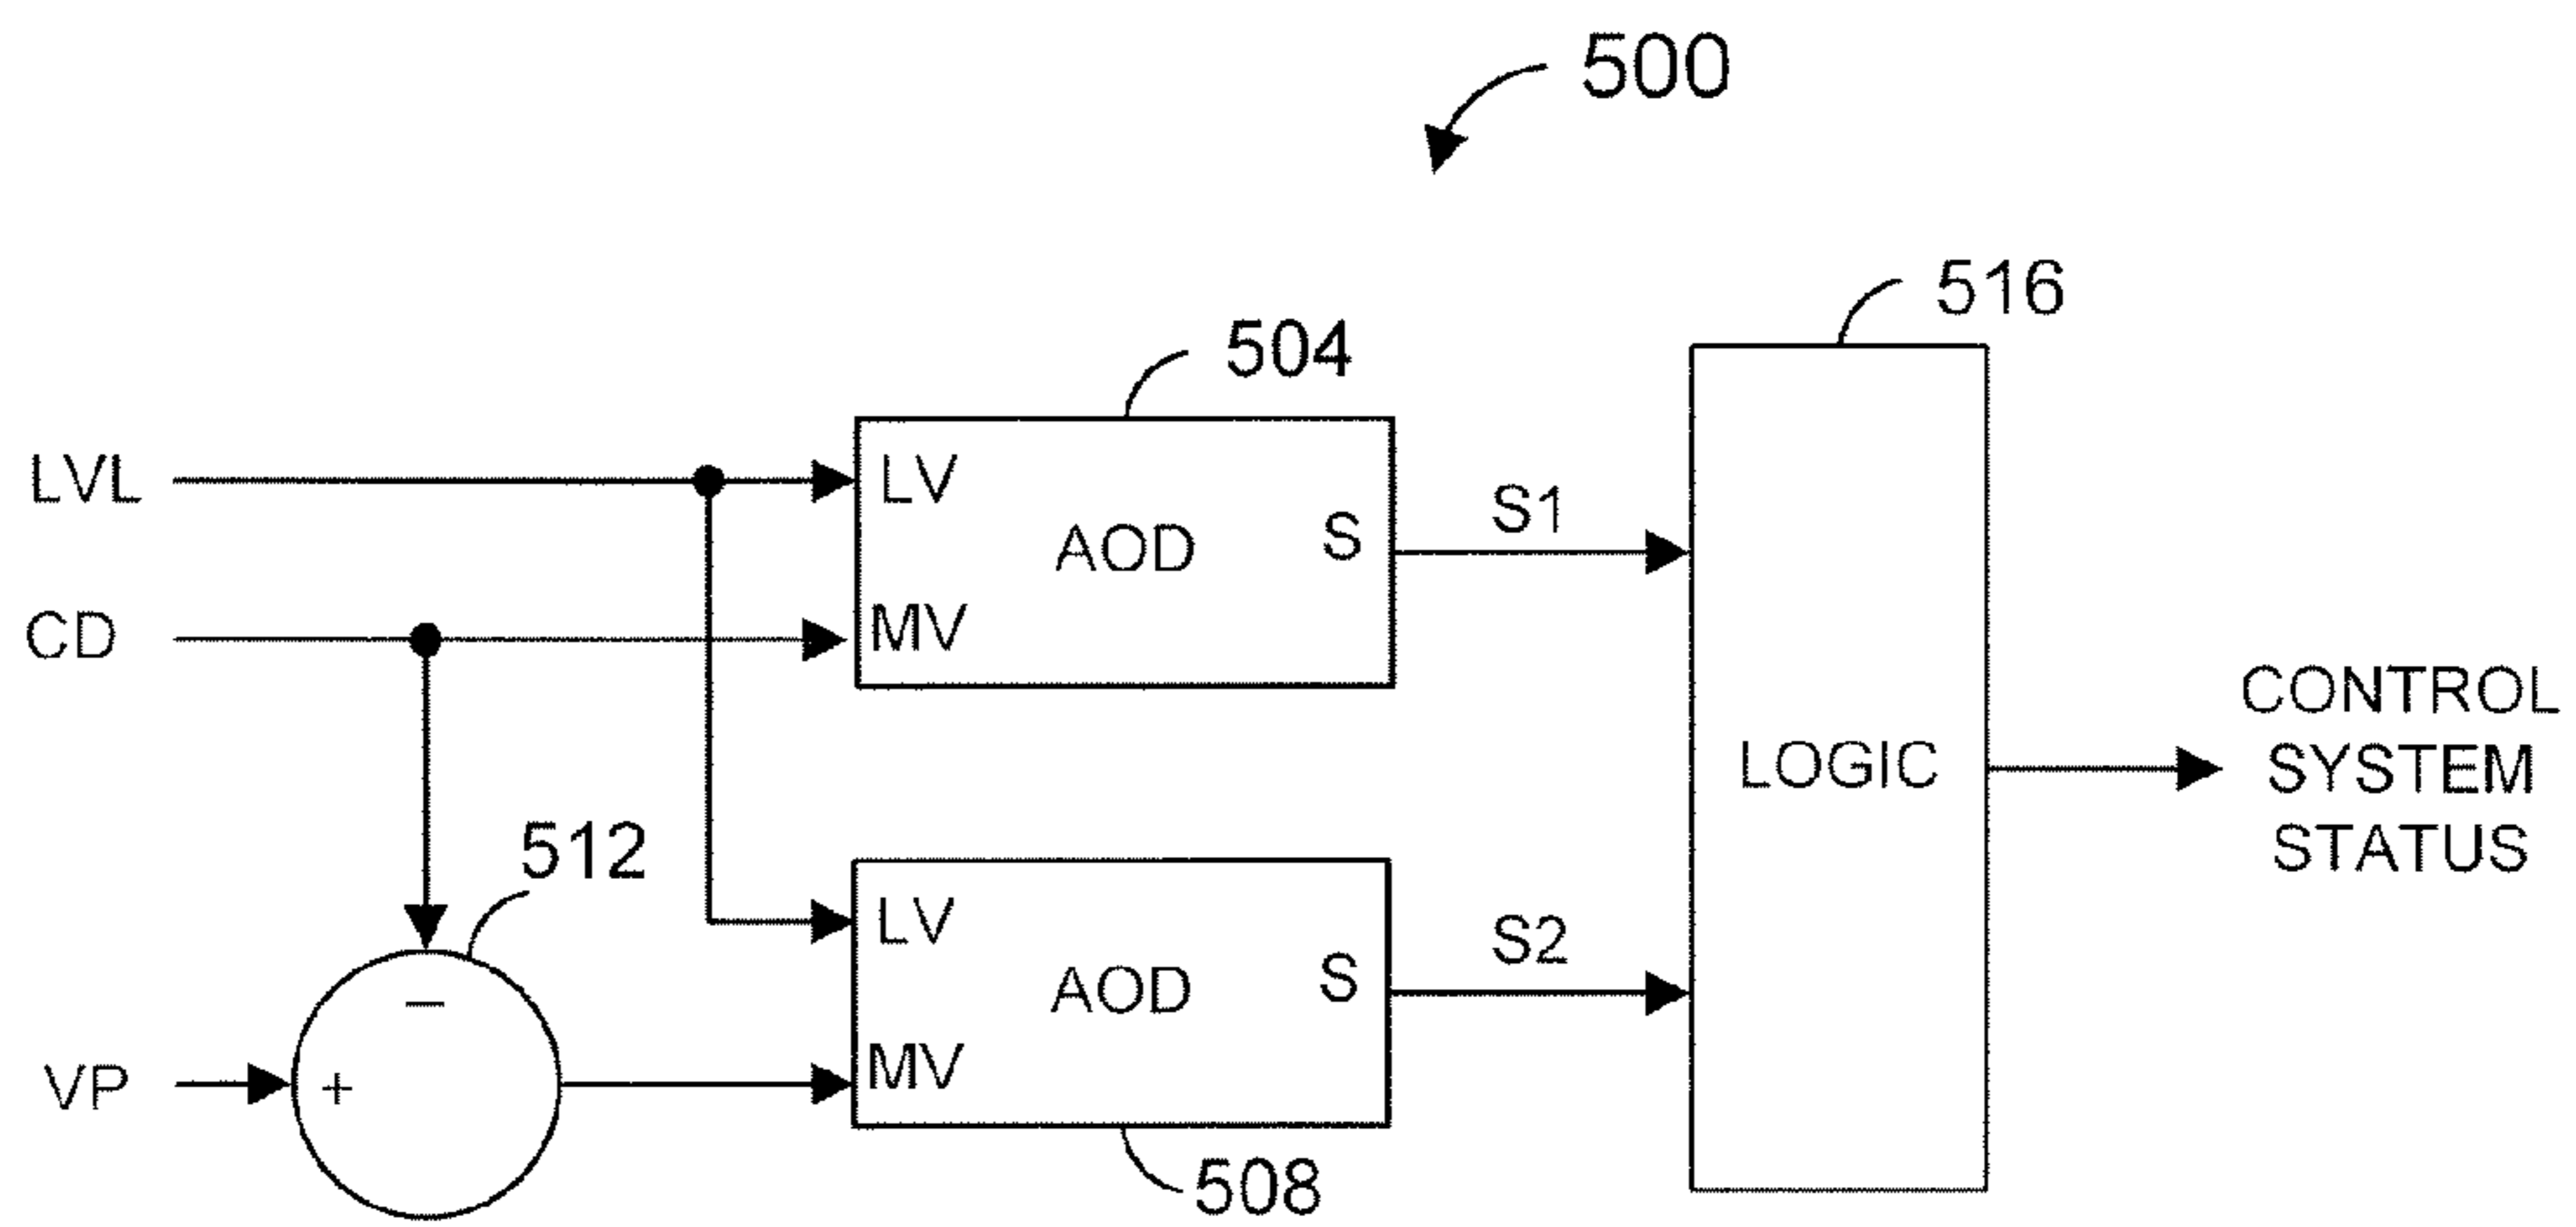 500
516
504
LVL
LV
AOD
S
S1
CD
MV
CONTROL
SYSTEM
STATUS
LOGIC
512
LV
AOD
S
S2
VP
+
−
MV
508